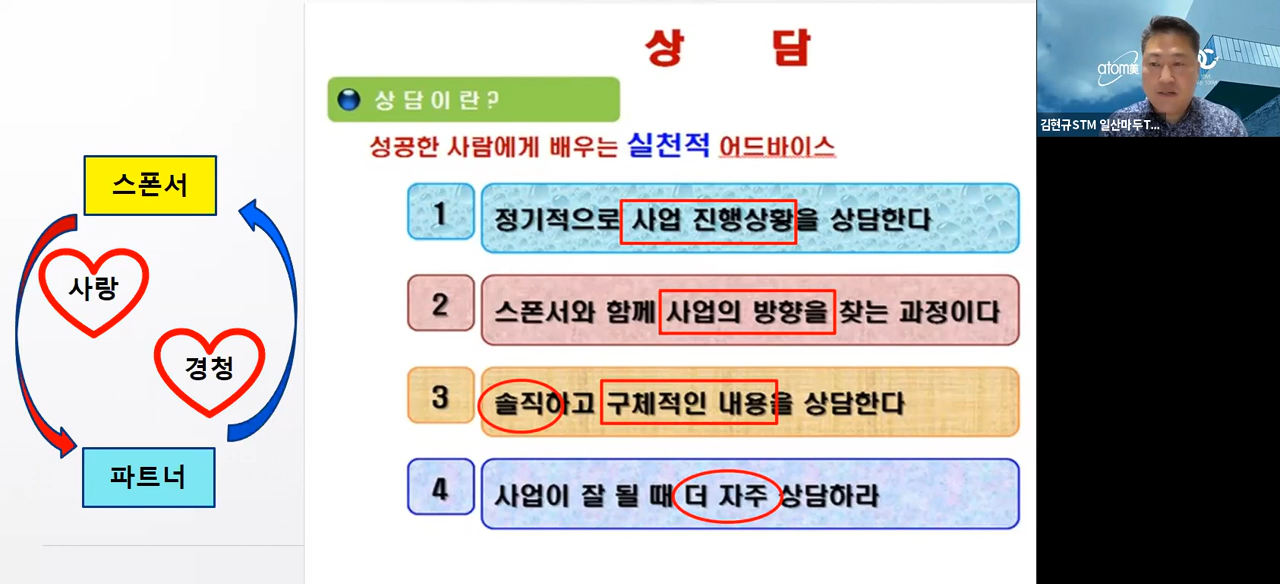 상 담
상담이란?
성공한 사람에게 배우는 실천적 어드바이스
1 정기적으로 사업 진행상황을 상담한다
2 스폰서와 함께 사업의 방향을 찾는 과정이다
3 솔직하고 구체적인 내용을 상담한다
4 사업이 잘 될 때 더 자주 상담하라
스폰서
사랑
경청
파트너
atom美
김현규STM 일산마두T...